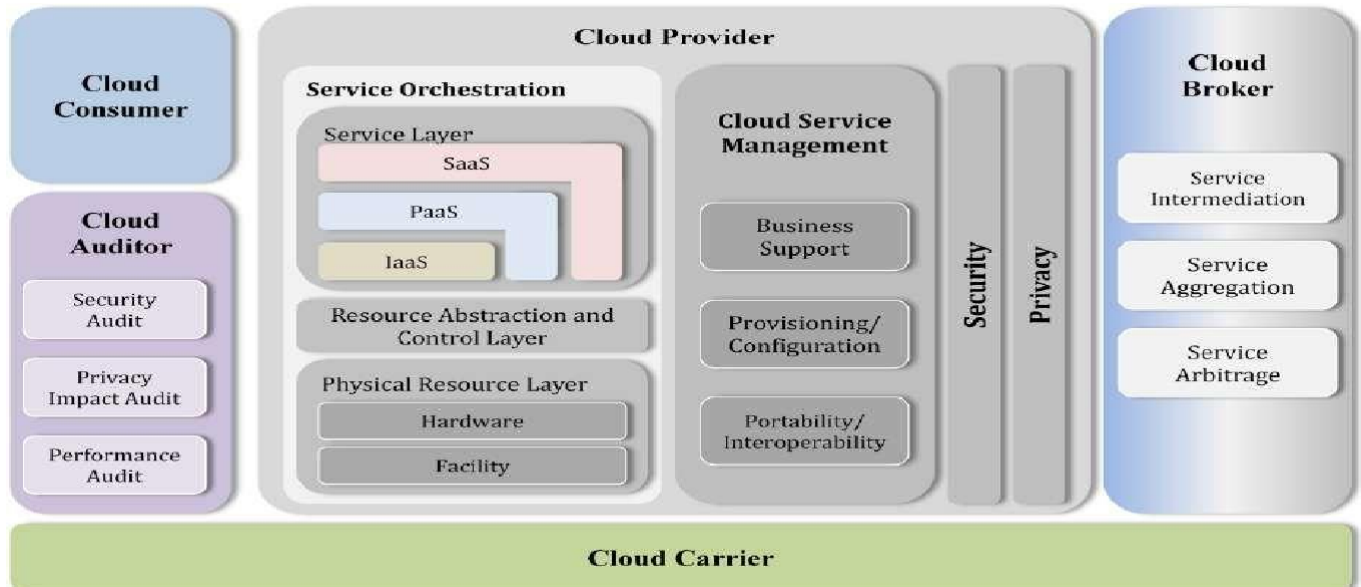 Cloud
Consumer
Cloud
Auditor
Security
Audit
Privacy
Impact Audit
Performance
Audit
Cloud Provider
Service Orchestration
Service Layer
SaaS
PaaS
IaaS
Resource Abstraction and
Control Layer
Physical Resource Layer
Hardware
Facility
Cloud Service
Management
Business
Support
Provisioning/
Configuration
Portability/
Interoperability
Security
Privacy
Cloud
Broker
Service
Intermediation
Service
Aggregation
Service
Arbitrage
Cloud Carrier